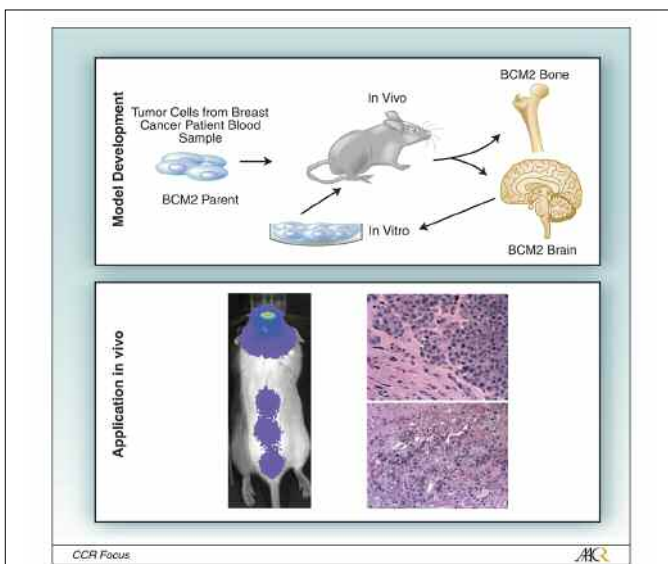 Model Development
Tumor Cells from Breast
Cancer Patient Blood
Sample
BCM2 Parent
In Vivo
In Vitro
BCM2 Bone
BCM2 Brain
Application in vivo
CCR Focus
AACR